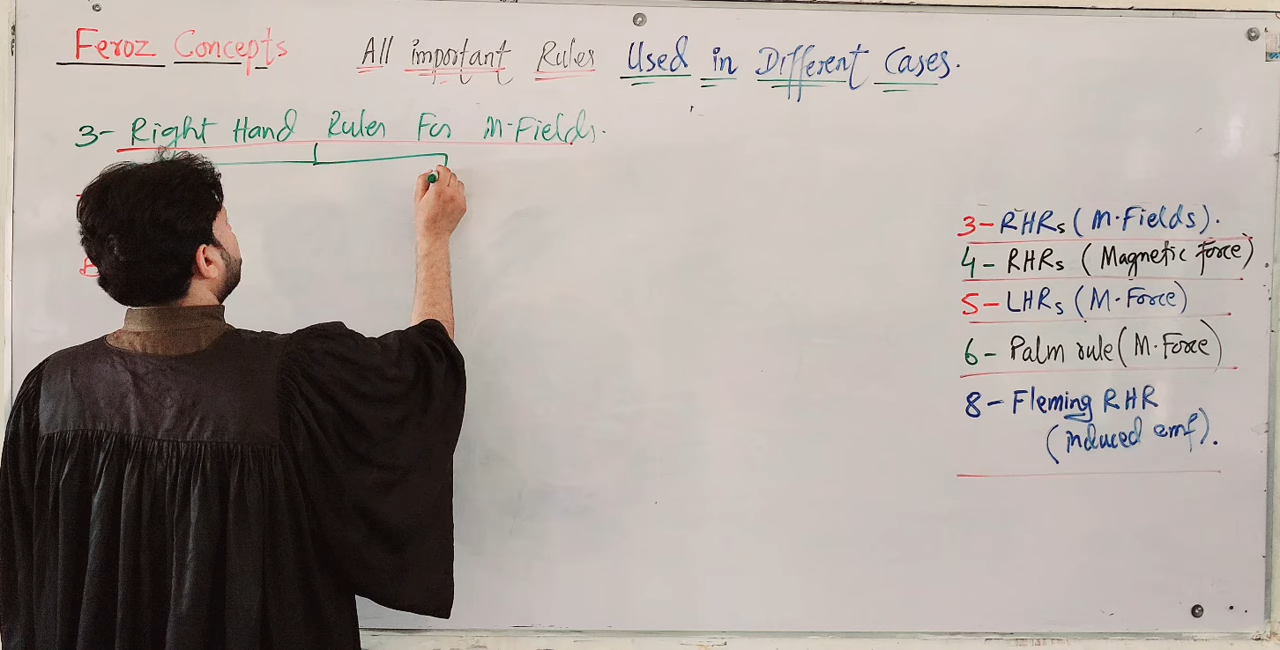 Feroz Concepts
All important Rules Used in Different Cases.
3- Right Hand Rules For M-Fields.
3- RHRs (M.Fields).
4- RHRs (Magnetic Force)
5- LHRs (M.Force)
6- Palm rule (M.Force)
8- Fleming RHR
(induced emf).